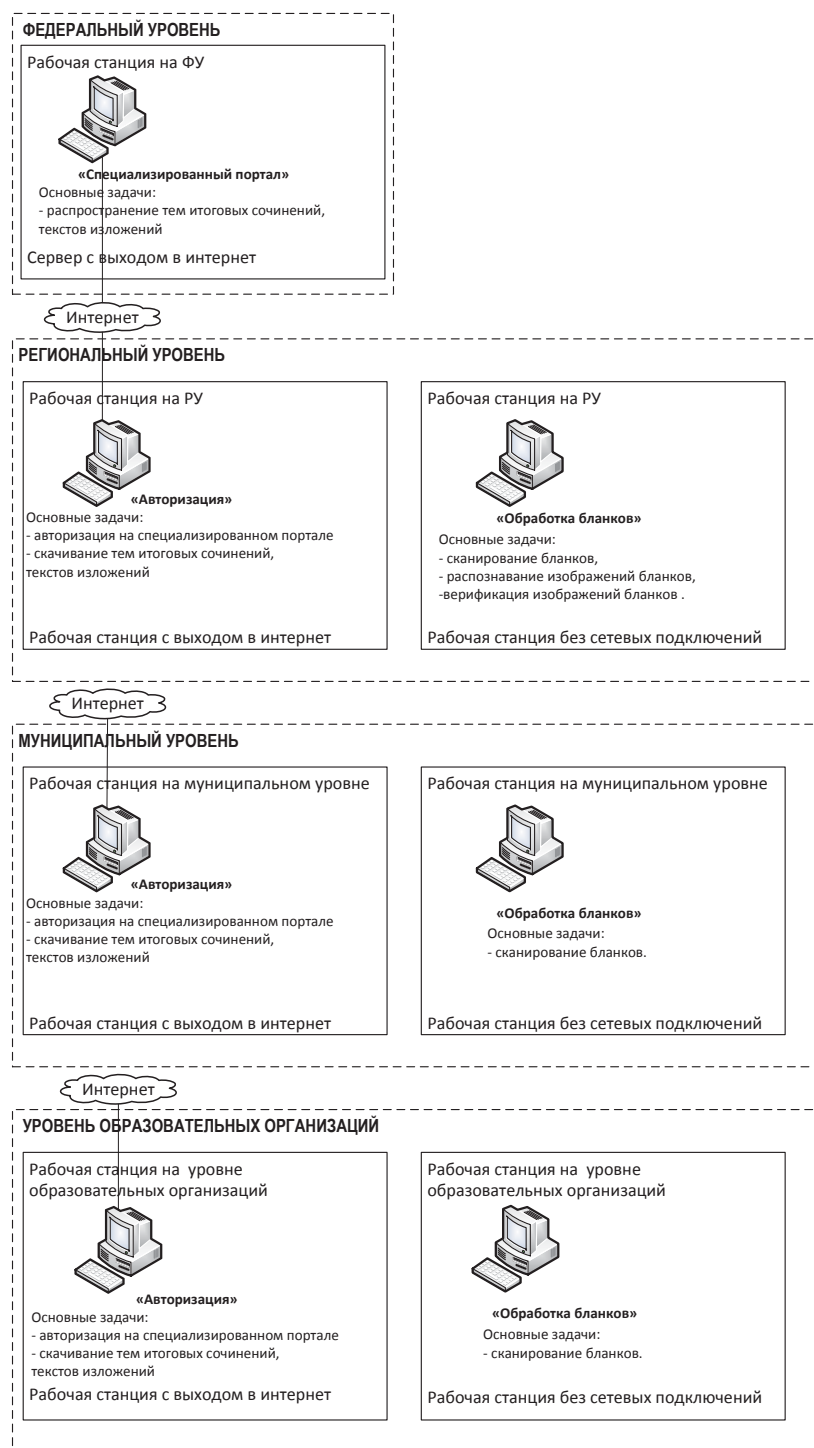 ФЕДЕРАЛЬНЫЙ УРОВЕНЬ
Рабочая станция на ФУ
«Специализированный портал»
Основные задачи:
- распространение тем итоговых сочинений,
текстов изложений
Сервер с выходом в интернет
Интернет
РЕГИОНАЛЬНЫЙ УРОВЕНЬ
Рабочая станция на РУ
«Авторизация»
Основные задачи:
- авторизация на специализированном портале
- скачивание тем итоговых сочинений,
текстов изложений
Рабочая станция с выходом в интернет
Рабочая станция на РУ
«Обработка бланков»
Основные задачи:
- сканирование бланков,
- распознавание изображений бланков,
-верификация изображений бланков .
Рабочая станция без сетевых подключений
Интернет
МУНИЦИПАЛЬНЫЙ УРОВЕНЬ
Рабочая станция на муниципальном уровне
«Авторизация»
Основные задачи:
- авторизация на специализированном портале
- скачивание тем итоговых сочинений,
текстов изложений
Рабочая станция с выходом в интернет
Рабочая станция на муниципальном уровне
«Обработка бланков»
Основные задачи:
- сканирование бланков.
Рабочая станция без сетевых подключений
Интернет
УРОВЕНЬ ОБРАЗОВАТЕЛЬНЫХ ОРГАНИЗАЦИЙ
Рабочая станция на уровне
образовательных организаций
«Авторизация»
Основные задачи:
- авторизация на специализированном портале
- скачивание тем итоговых сочинений,
текстов изложений
Рабочая станция с выходом в интернет
Рабочая станция на уровне
образовательных организаций
«Обработка бланков»
Основные задачи:
- сканирование бланков.
Рабочая станция без сетевых подключений